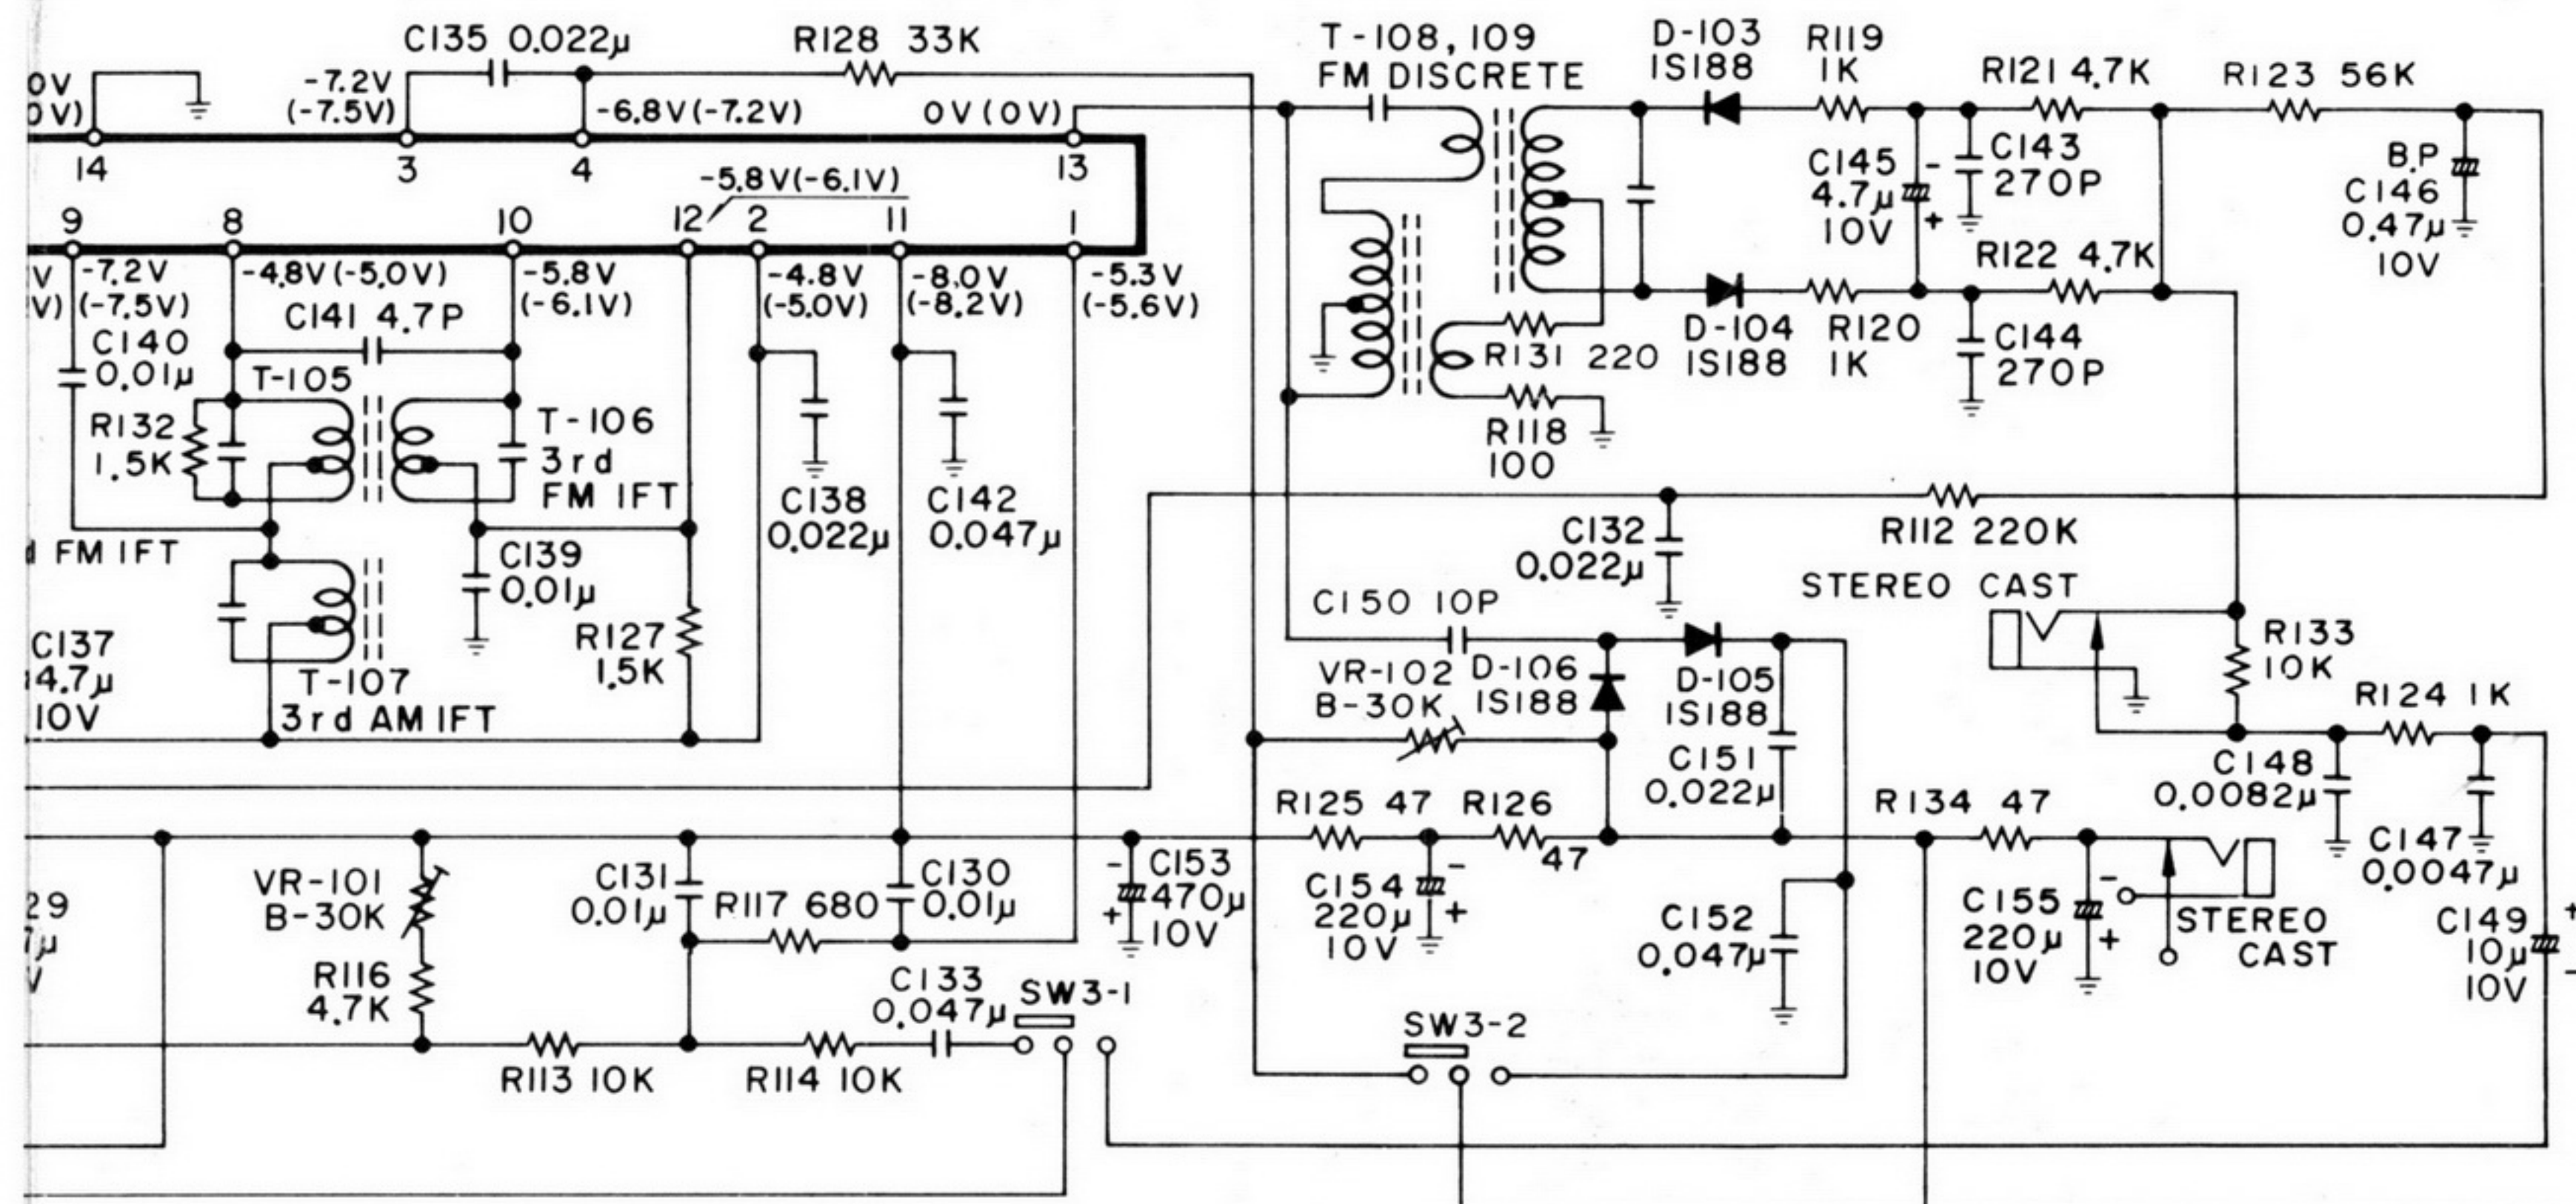 C135 0.022µ
R128 33K
T-108, 109
FM DISCRETE
D-103
1S188
R119
1K
R121 4.7K
R123 56K
0V
0V)
-7.2V
(-7.5V)
-6.8V(-7.2V)
0V(0V)
14
3
4
13
-5.8V(-6.1V)
C145
4.7µ
10V
-
+
C143
270P
B.P
C146
0.47µ
10V
9
8
10
12
2
11
1
V
V)
-7.2V
(-7.5V)
-4.8V(-5.0V)
-5.8V
(-6.1V)
-4.8V
(-5.0V)
-8.0V
(-8.2V)
-5.3V
(-5.6V)
R122 4.7K
C141 4.7P
C140
0.01µ
D-104
1S188
R120
1K
C144
270P
R131 220
R118
100
T-105
R132
1.5K
T-106
3rd
FM IFT
C138
0.022µ
C142
0.047µ
C132
0.022µ
R112 220K
FM IFT
C139
0.01µ
STEREO CAST
C150 10P
C137
4.7µ
10V
R127
1.5K
T-107
3rd AM IFT
VR-102
B-30K
D-106
1S188
D-105
1S188
R133
10K
R124 1K
C151
0.022µ
C148
0.0082µ
R125 47
R126
47
R134 47
C147
0.0047µ
VR-101
B-30K
C131
0.01µ
R117 680
C130
0.01µ
-
+
C153
470µ
10V
C154
220µ
10V
-
+
C152
0.047µ
C155
220µ
10V
-
+
STEREO
CAST
C149
10µ
10V
+
-
29
µ
V
R116
4.7K
C133
0.047µ
SW3-1
SW3-2
R113 10K
R114 10K